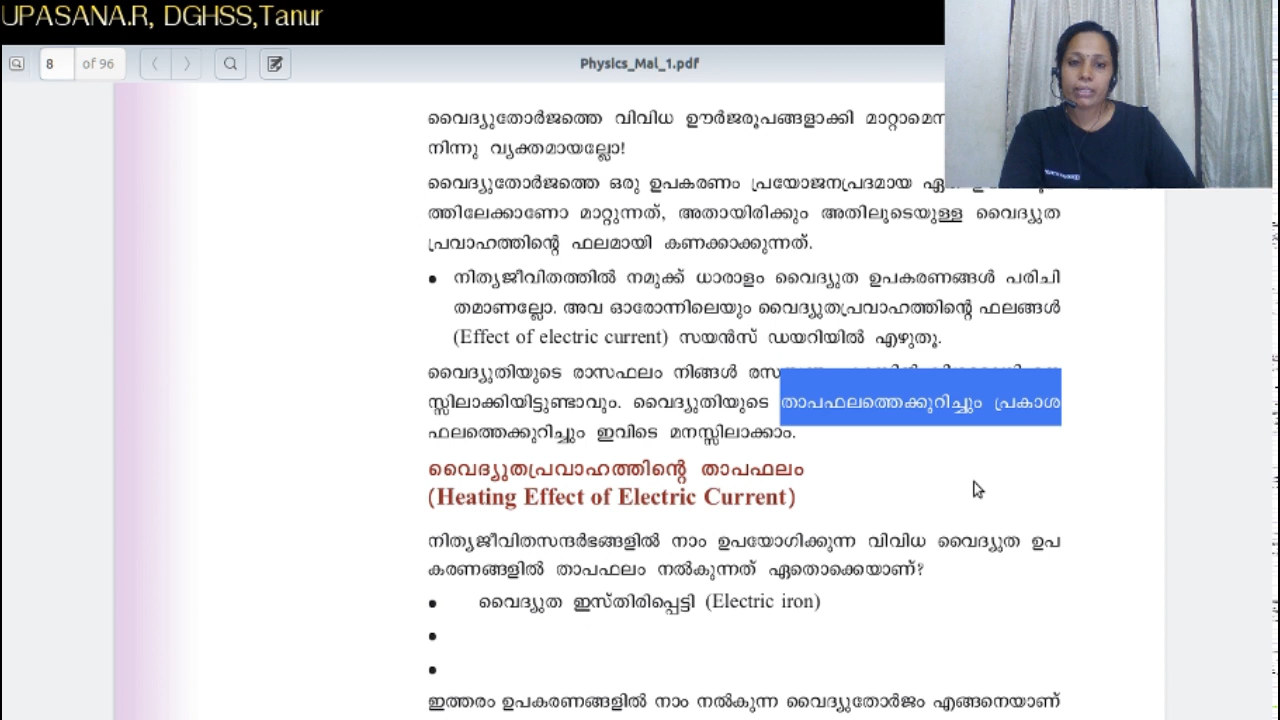 UPASANA.R, DGHSS,Tanur
8 of 96
Physics_Mal_1.pdf
വൈദ്യുതോർജത്തെ വിവിധ ഊർജരൂപങ്ങളാക്കി
നിന്നു വ്യക്തമായല്ലോ!
വൈദ്യുതോർജത്തെ ഒരു ഉപകരണം പ്രയോജനപ്രദമായ
ത്തിലേക്കാണോ മാറ്റുന്നത്, അതായിരിക്കും അതിലൂടെയുള്ള വൈദ്യുത
പ്രവാഹത്തിന്റെ ഫലമായി കണക്കാക്കുന്നത്.
• നിത്യജീവിതത്തിൽ നമുക്ക് ധാരാളം വൈദ്യുത ഉപകരണങ്ങൾ പരിചി
തമാണല്ലോ. അവ ഓരോന്നിലെയും വൈദ്യുതപ്രവാഹത്തിന്റെ ഫലങ്ങൾ
(Effect of electric current) സയൻസ് ഡയറിയിൽ എഴുതൂ.
വൈദ്യുതിയുടെ രാസഫലം നിങ്ങൾ
സ്സിലാക്കിയിട്ടുണ്ടാവും. വൈദ്യുതിയുടെ താപഫലത്തെക്കുറിച്ചും പ്രകാശ
ഫലത്തെക്കുറിച്ചും ഇവിടെ മനസ്സിലാക്കാം.
വൈദ്യുതപ്രവാഹത്തിന്റെ താപഫലം
(Heating Effect of Electric Current)
നിത്യജീവിതസന്ദർഭങ്ങളിൽ നാം ഉപയോഗിക്കുന്ന വിവിധ വൈദ്യുത ഉപ
കരണങ്ങളിൽ താപഫലം നൽകുന്നത് ഏതൊക്കെയാണ്?
• വൈദ്യുത ഇസ്തിരിപ്പെട്ടി (Electric iron)
•
•
ഇത്തരം ഉപകരണങ്ങളിൽ നാം നൽകുന്ന വൈദ്യുതോർജം എങ്ങനെയാണ്